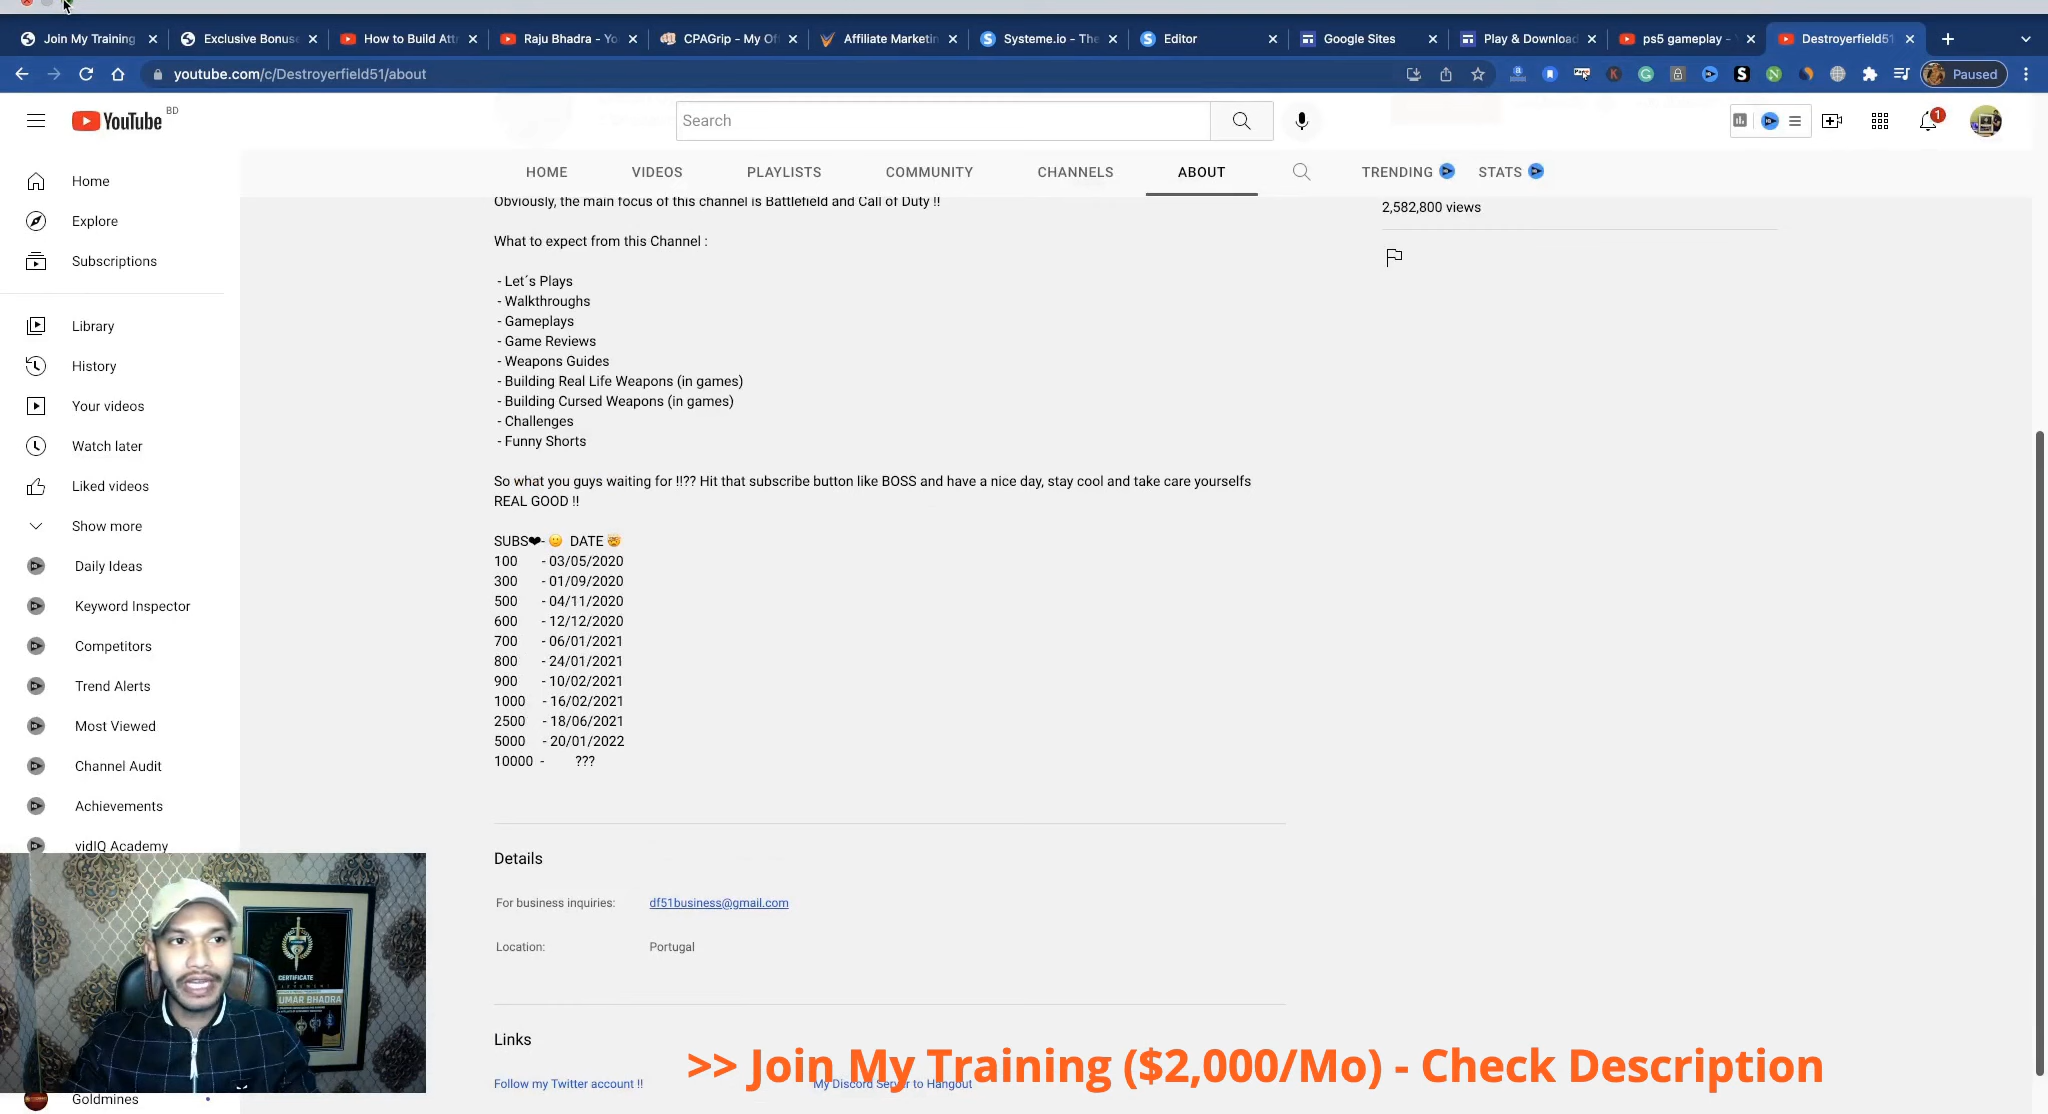 Join My Training
Exclusive Bonuse
How to Build Attr
Raju Bhadra - Yo
CPAGrip - My Of
Affiliate Marketin
Systeme.io - The
Editor
Google Sites
Play & Download
ps5 gameplay - 
Destroyerfield51
youtube.com/c/Destroyerfield51/about
Paused
YouTube BD
Search
1
HOME VIDEOS PLAYLISTS COMMUNITY CHANNELS ABOUT TRENDING STATS
Home
Explore
Subscriptions
Library
History
Your videos
Watch later
Liked videos
Show more
Daily Ideas
Keyword Inspector
Competitors
Trend Alerts
Most Viewed
Channel Audit
Achievements
vidIQ Academy
Goldmines
Obviously, the main focus of this channel is Battlefield and Call of Duty !!
What to expect from this Channel :
- Let´s Plays
- Walkthroughs
- Gameplays
- Game Reviews
- Weapons Guides
- Building Real Life Weapons (in games)
- Building Cursed Weapons (in games)
- Challenges
- Funny Shorts
So what you guys waiting for !!?? Hit that subscribe button like BOSS and have a nice day, stay cool and take care yourselfs
REAL GOOD !!
SUBS❤- 🙂 DATE 🤯
100 - 03/05/2020
300 - 01/09/2020
500 - 04/11/2020
600 - 12/12/2020
700 - 06/01/2021
800 - 24/01/2021
900 - 10/02/2021
1000 - 16/02/2021
2500 - 18/06/2021
5000 - 20/01/2022
10000 - ???
2,582,800 views
Details
For business inquiries: df51business@gmail.com
Location: Portugal
Links
Follow my Twitter account !!
My Discord Server to Hangout
CERTIFICATE
UMAR BHADRA
>> Join My Training ($2,000/Mo) - Check Description